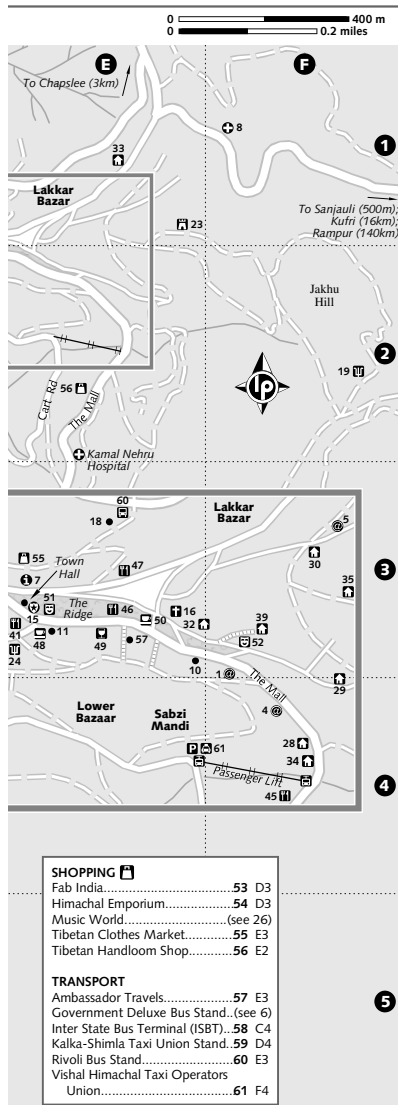 0 400 m
0 0.2 miles
E F
To Chapslee (3km)
8
1
33
Lakkar
Bazar
To Sanjauli (500m);
Kufri (16km);
Rampur (140km)
23
Jakhu
Hill
2
19
lp
56
Cart Rd
The Mall
Kamal Nehru
Hospital
60
Lakkar
Bazar
18
5
55
Town
Hall
47
30
3
7
35
51
The
Ridge
46
16
39
15
50
32
41
11
52
48
49
57
24
10
1
The Mall
29
4
Lower
Bazaar
Sabzi
Mandi
28
P 61
34
Passenger Lift
4
45
SHOPPING
Fab India..................................53 D3
Himachal Emporium..............54 D3
Music World.......................(see 26)
Tibetan Clothes Market..........55 E3
Tibetan Handloom Shop.........56 E2
TRANSPORT
Ambassador Travels................57 E3
Government Deluxe Bus Stand..(see 6)
Inter State Bus Terminal (ISBT)..58 C4
Kalka-Shimla Taxi Union Stand..59 D4
Rivoli Bus Stand......................60 E3
Vishal Himachal Taxi Operators
Union..................................61 F4
5